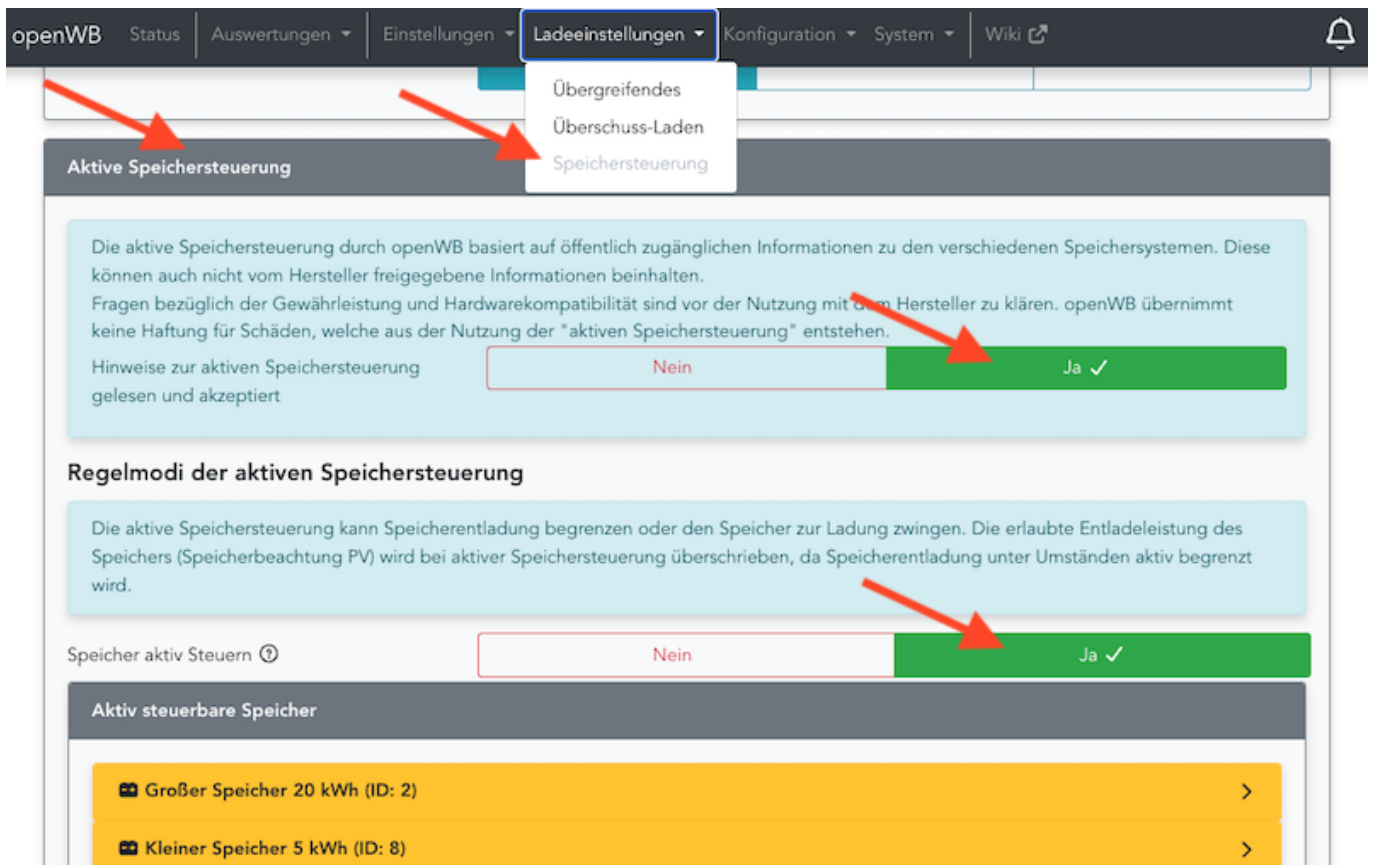 openWB Status Auswertungen Einstellungen Ladeeinstellungen Konfiguration System Wiki
Übergreifendes
Überschuss-Laden
Speichersteuerung
Aktive Speichersteuerung
Die aktive Speichersteuerung durch openWB basiert auf öffentlich zugänglichen Informationen zu den verschiedenen Speichersystemen. Diese
können auch nicht vom Hersteller freigegebene Informationen beinhalten.
Fragen bezüglich der Gewährleistung und Hardwarekompatibilität sind vor der Nutzung mit dem Hersteller zu klären. openWB übernimmt
keine Haftung für Schäden, welche aus der Nutzung der "aktiven Speichersteuerung" entstehen.
Hinweise zur aktiven Speichersteuerung
gelesen und akzeptiert
Nein
Ja ✓
Regelmodi der aktiven Speichersteuerung
Die aktive Speichersteuerung kann Speicherentladung begrenzen oder den Speicher zur Ladung zwingen. Die erlaubte Entladeleistung des
Speichers (Speicherbeachtung PV) wird bei aktiver Speichersteuerung überschrieben, da Speicherentladung unter Umständen aktiv begrenzt
wird.
Speicher aktiv Steuern
Nein
Ja ✓
Aktiv steuerbare Speicher
Großer Speicher 20 kWh (ID: 2)
Kleiner Speicher 5 kWh (ID: 8)